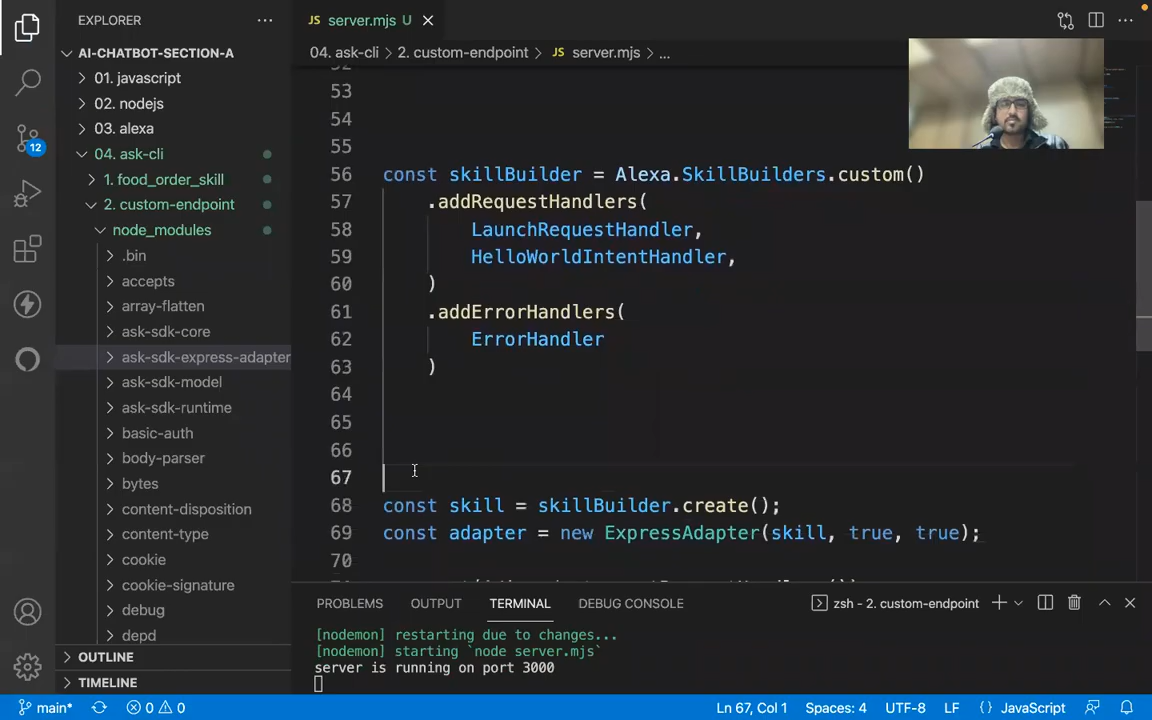 EXPLORER
AI-CHATBOT-SECTION-A
01. javascript
02. nodejs
03. alexa
04. ask-cli
1. food_order_skill
2. custom-endpoint
node_modules
.bin
accepts
array-flatten
ask-sdk-core
ask-sdk-express-adapter
ask-sdk-model
ask-sdk-runtime
basic-auth
body-parser
bytes
content-disposition
content-type
cookie
cookie-signature
debug
depd
OUTLINE
TIMELINE
12
JS server.mjs U
04. ask-cli > 2. custom-endpoint > JS server.mjs > ...
53
54
55
56 const skillBuilder = Alexa.SkillBuilders.custom()
57 .addRequestHandlers(
58 LaunchRequestHandler,
59 HelloWorldIntentHandler,
60 )
61 .addErrorHandlers(
62 ErrorHandler
63 )
64
65
66
67
68 const skill = skillBuilder.create();
69 const adapter = new ExpressAdapter(skill, true, true);
70
PROBLEMS OUTPUT TERMINAL DEBUG CONSOLE zsh - 2. custom-endpoint
[nodemon] restarting due to changes...
[nodemon] starting `node server.mjs`
server is running on port 3000
main* 0 0 Ln 67, Col 1 Spaces: 4 UTF-8 LF {} JavaScript